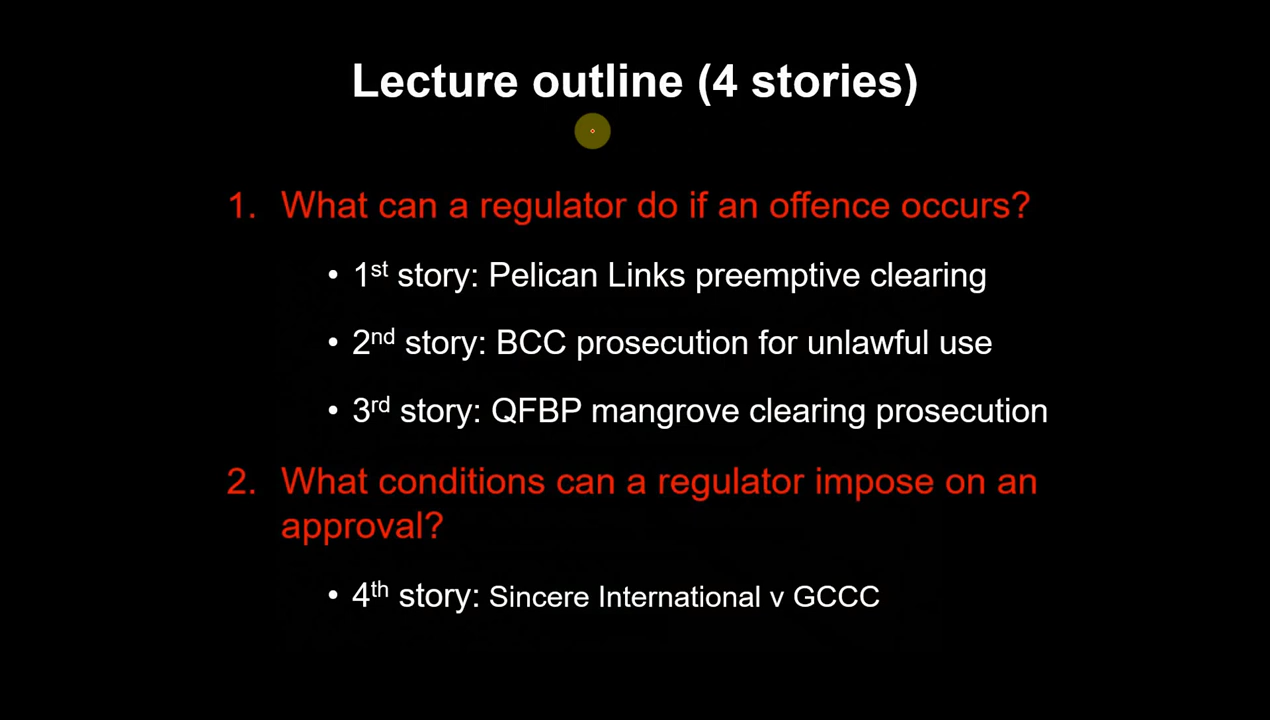 Lecture outline (4 stories)
1. What can a regulator do if an offence occurs?
• 1st story: Pelican Links preemptive clearing
• 2nd story: BCC prosecution for unlawful use
• 3rd story: QFBP mangrove clearing prosecution
2. What conditions can a regulator impose on an
approval?
• 4th story: Sincere International v GCCC